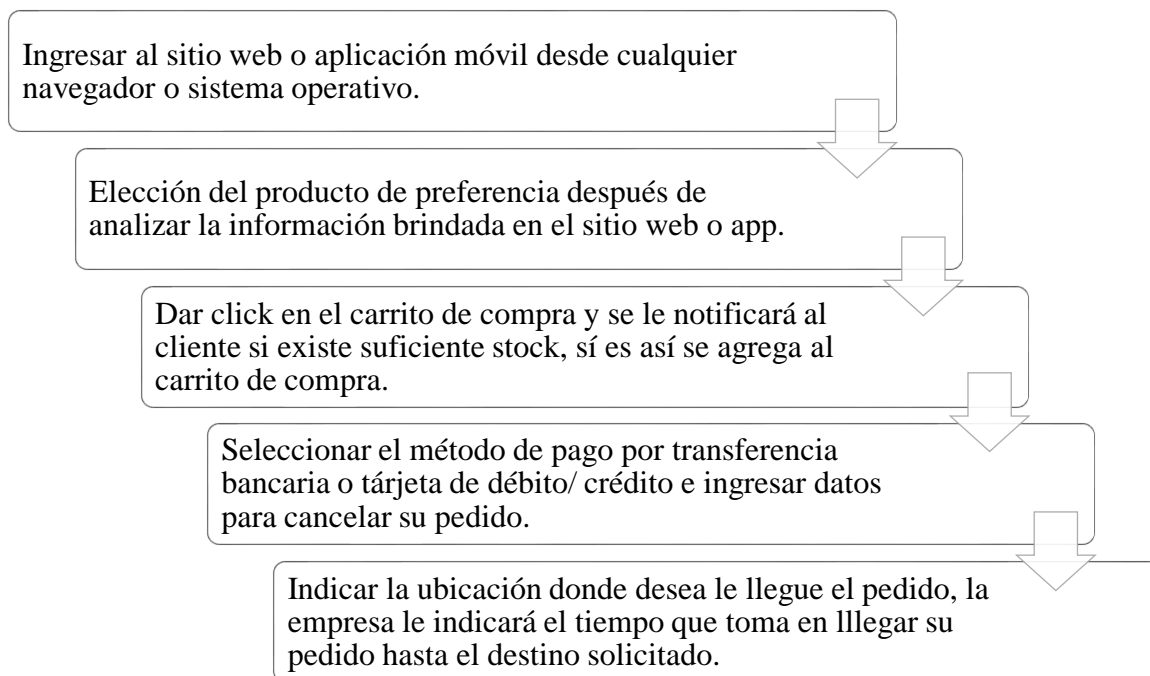 Ingresar al sitio web o aplicación móvil desde cualquier
navegador o sistema operativo.
Elección del producto de preferencia después de
analizar la información brindada en el sitio web o app.
Dar click en el carrito de compra y se le notificará al
cliente si existe suficiente stock, sí es así se agrega al
carrito de compra.
Seleccionar el método de pago por transferencia
bancaria o tárjeta de débito/ crédito e ingresar datos
para cancelar su pedido.
Indicar la ubicación donde desea le llegue el pedido, la
empresa le indicará el tiempo que toma en lllegar su
pedido hasta el destino solicitado.